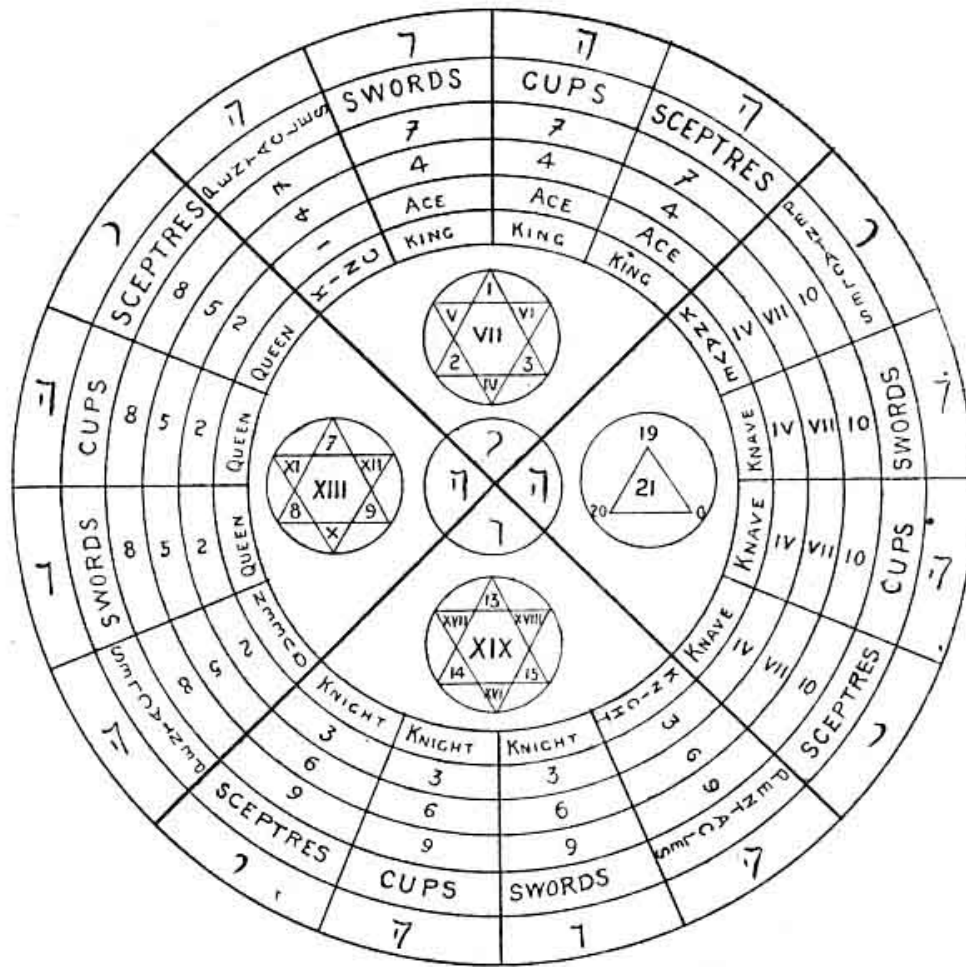 ה
PENTACLES
7
4
1
KING
ו
SWORDS
7
4
ACE
KING
ה
CUPS
7
4
ACE
KING
ה
SCEPTRES
7
4
ACE
KING
י
PENTACLES
10
VII
IV
KNAVE
SWORDS
10
VII
IV
KNAVE
ה
CUPS
10
VII
IV
KNAVE
י
SCEPTRES
10
VII
IV
KNAVE
ה
PENTACLES
9
6
3
KNIGHT
ו
SWORDS
9
6
3
KNIGHT
ה
CUPS
9
6
3
KNIGHT
י
SCEPTRES
9
6
3
KNIGHT
ה
PENTACLES
8
5
2
QUEEN
ו
SWORDS
8
5
2
QUEEN
ה
CUPS
8
5
2
QUEEN
י
SCEPTRES
8
5
2
QUEEN
1
V VI
VII
2 3
IV
7
XI XII
XIII
8 9
X
19
21
20 0
13
XVII XVIII
XIX
14 15
XVI
י
ה ה
ו